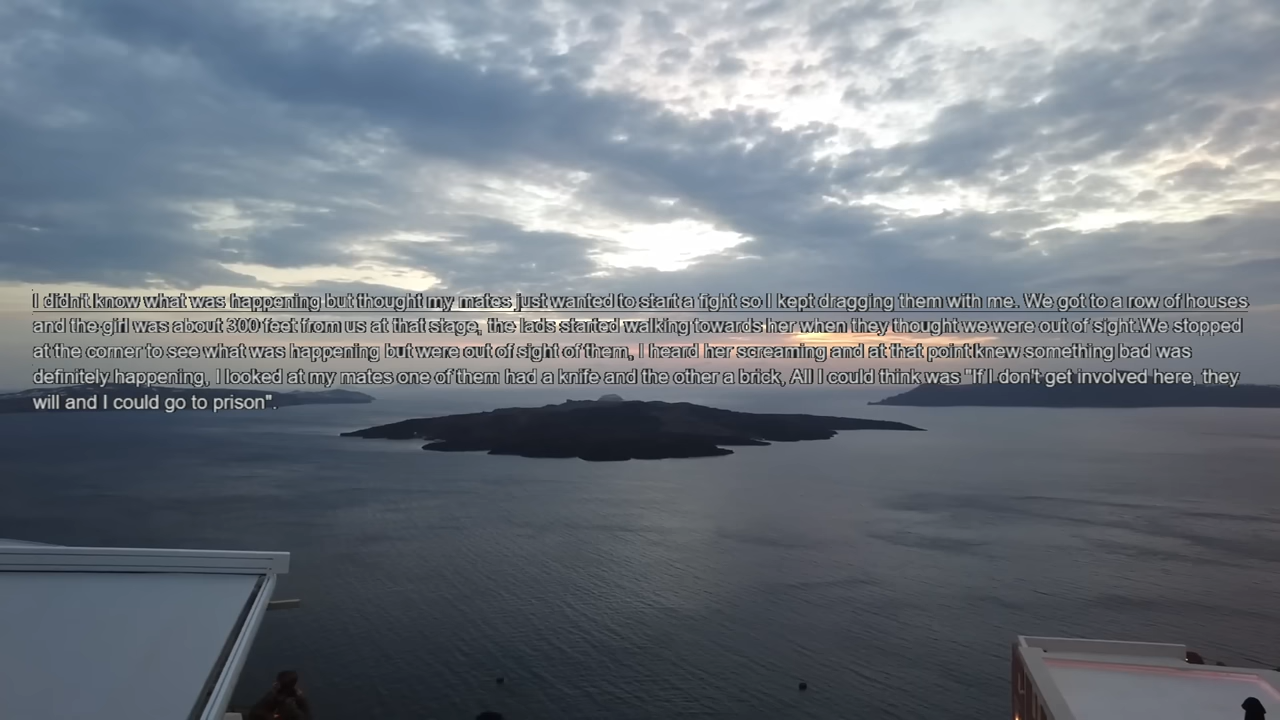 I didn't know what was happening but thought my mates just wanted to start a fight so I kept dragging them with me. We got to a row of houses
and the girl was about 300 feet from us at that stage, the lads started walking towards her when they thought we were out of sight.We stopped
at the corner to see what was happening but were out of sight of them, I heard her screaming and at that point knew something bad was
definitely happening, I looked at my mates one of them had a knife and the other a brick, All I could think was "If I don't get involved here, they
will and I could go to prison".